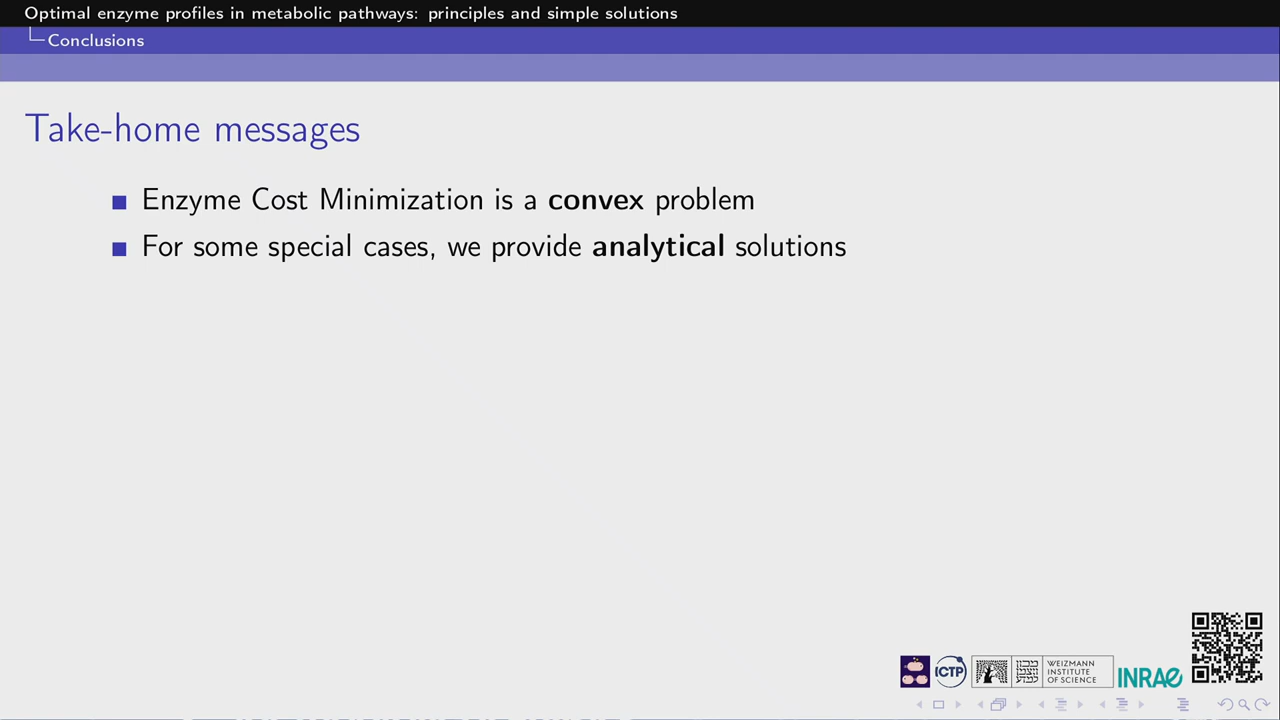 Optimal enzyme profiles in metabolic pathways: principles and simple solutions
Conclusions
Take-home messages
Enzyme Cost Minimization is a convex problem
For some special cases, we provide analytical solutions
ICTP
WEIZMANN
INSTITUTE
OF SCIENCE
INRAE